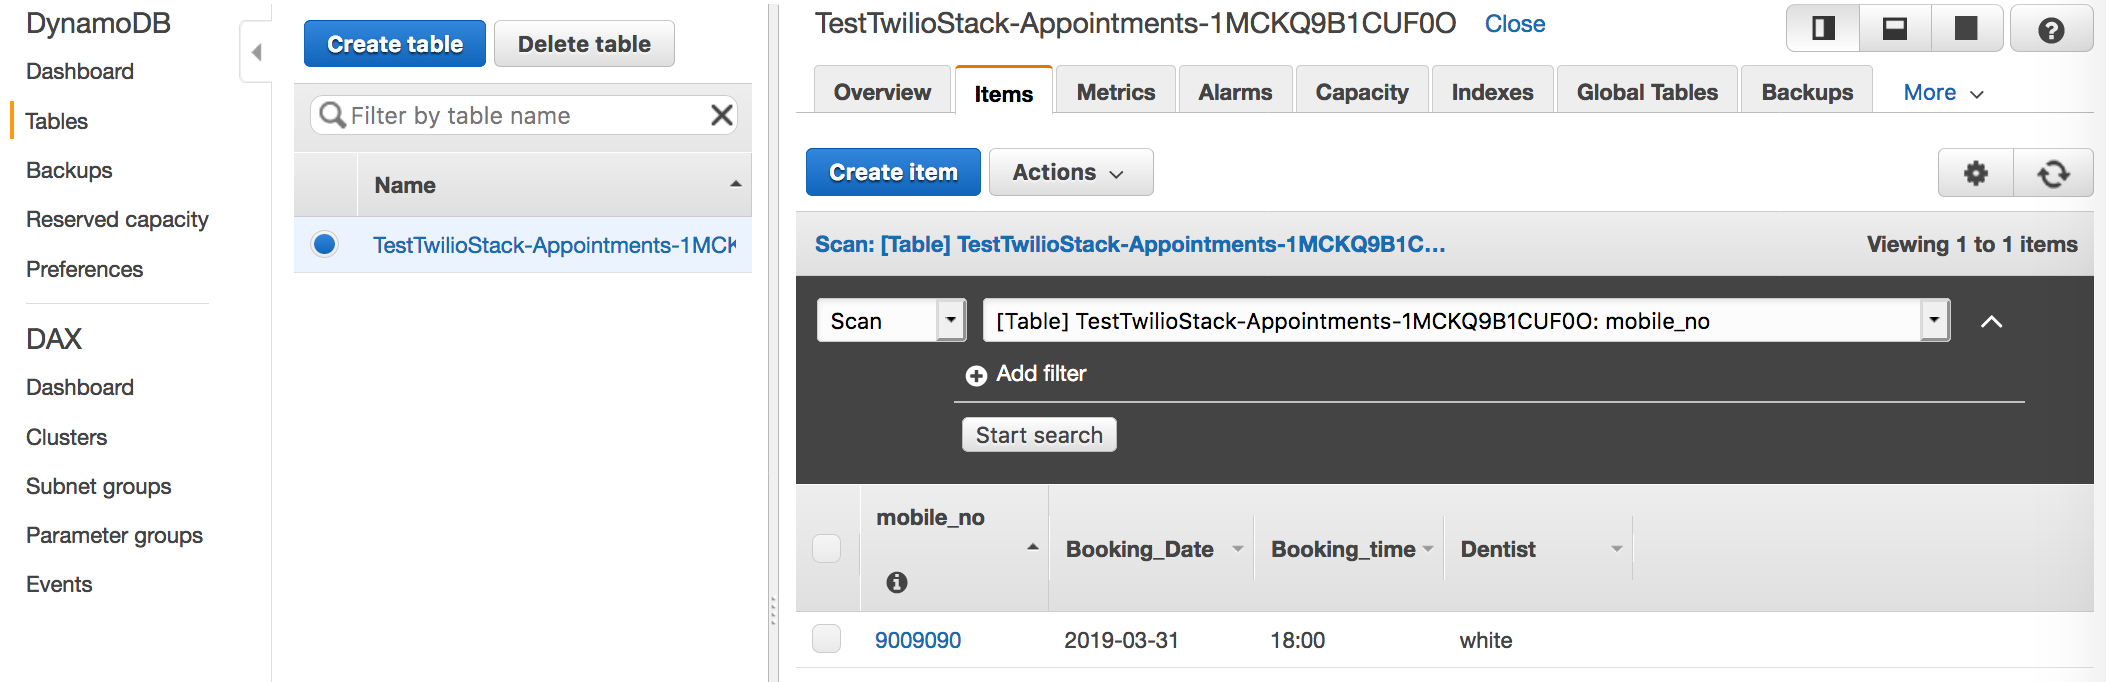 DynamoDB
Dashboard
Tables
Backups
Reserved capacity
Preferences
DAX
Dashboard
Clusters
Subnet groups
Parameter groups
Events
Create table Delete table
Filter by table name
Name
TestTwilioStack-Appointments-1MCK
TestTwilioStack-Appointments-1MCKQ9B1CUF0O Close
Overview Items Metrics Alarms Capacity Indexes Global Tables Backups More
Create item Actions
Scan: [Table] TestTwilioStack-Appointments-1MCKQ9B1C... Viewing 1 to 1 items
Scan [Table] TestTwilioStack-Appointments-1MCKQ9B1CUF0O: mobile_no
Add filter
Start search
mobile_no Booking_Date Booking_time Dentist
9009090 2019-03-31 18:00 white